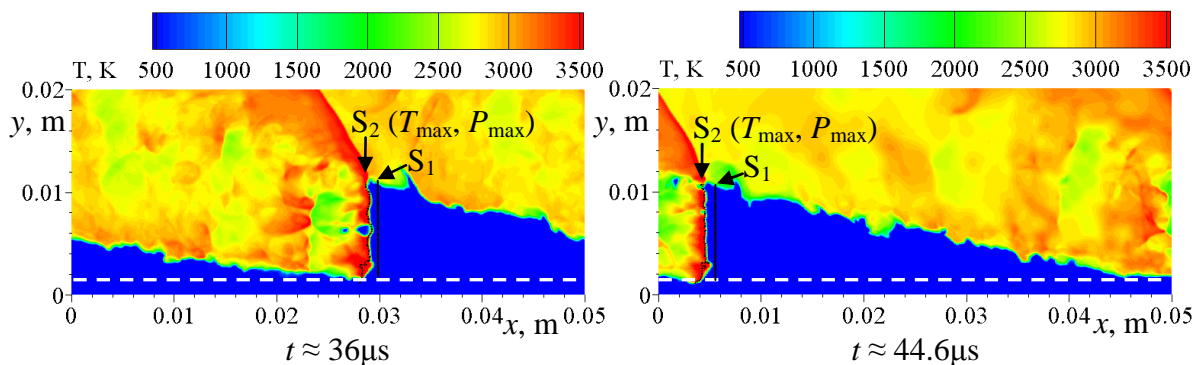 T, K 500 1000 1500 2000 2500 3000 3500
0.02
y, m
S₂ (Tmax, Pmax)
S₁
0.01
0
0 0.01 0.02 0.03 0.04 x, m 0.05
t ≈ 36μs
T, K 500 1000 1500 2000 2500 3000 3500
0.02
y, m
S₂ (Tmax, Pmax)
S₁
0.01
0
0 0.01 0.02 0.03 0.04 x, m 0.05
t ≈ 44.6μs